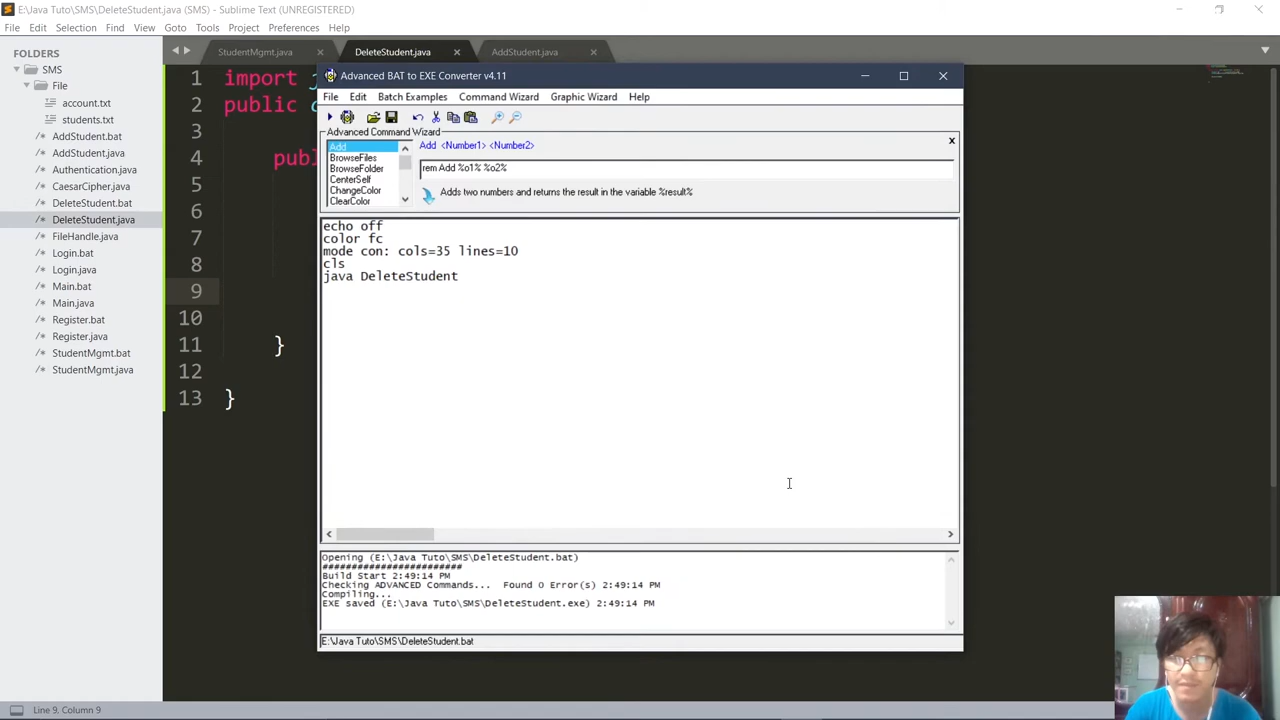 E:\Java Tuto\SMS\DeleteStudent.java - Sublime Text (UNREGISTERED)
File Edit Selection Find View Goto Tools Project Preferences Help
FOLDERS
SMS
File
account.txt
students.txt
AddStudent.bat
AddStudent.java
Authentication.java
CaesarCipher.java
DeleteStudent.bat
DeleteStudent.java
FileHandle.java
Login.bat
Login.java
Main.bat
Main.java
Register.bat
Register.java
StudentMgmt.bat
StudentMgmt.java
StudentMgmt.java DeleteStudent.java AddStudent.java
1 import
2 public
3
4 publ
5
6
7
8
9
10
11 }
12
13 }
Advanced BAT to EXE Converter v4.11
File Edit Batch Examples Command Wizard Graphic Wizard Help
Advanced Command Wizard
Add
BrowseFiles
BrowseFolder
CenterSelf
ChangeColor
ClearColor
Add <Number1> <Number2>
rem Add %o1% %o2%
Adds two numbers and returns the result in the variable %result%
echo off
color fc
mode con: cols=35 lines=10
cls
java DeleteStudent
Opening (E:\Java Tuto\SMS\DeleteStudent.bat)
########################
Build Start 2:49:14 PM
Checking ADVANCED Commands... Found 0 Error(s) 2:49:14 PM
Compiling...
EXE saved (E:\Java Tuto\SMS\DeleteStudent.exe) 2:49:14 PM
E:\Java Tuto\SMS\DeleteStudent.bat
Line 9, Column 9